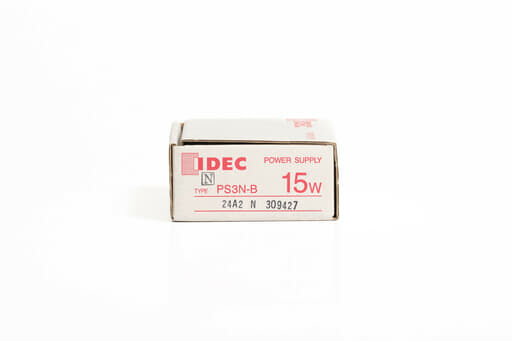 IDEC POWER SUPPLY
N
TYPE PS3N-B 15W
24A2 N 309427